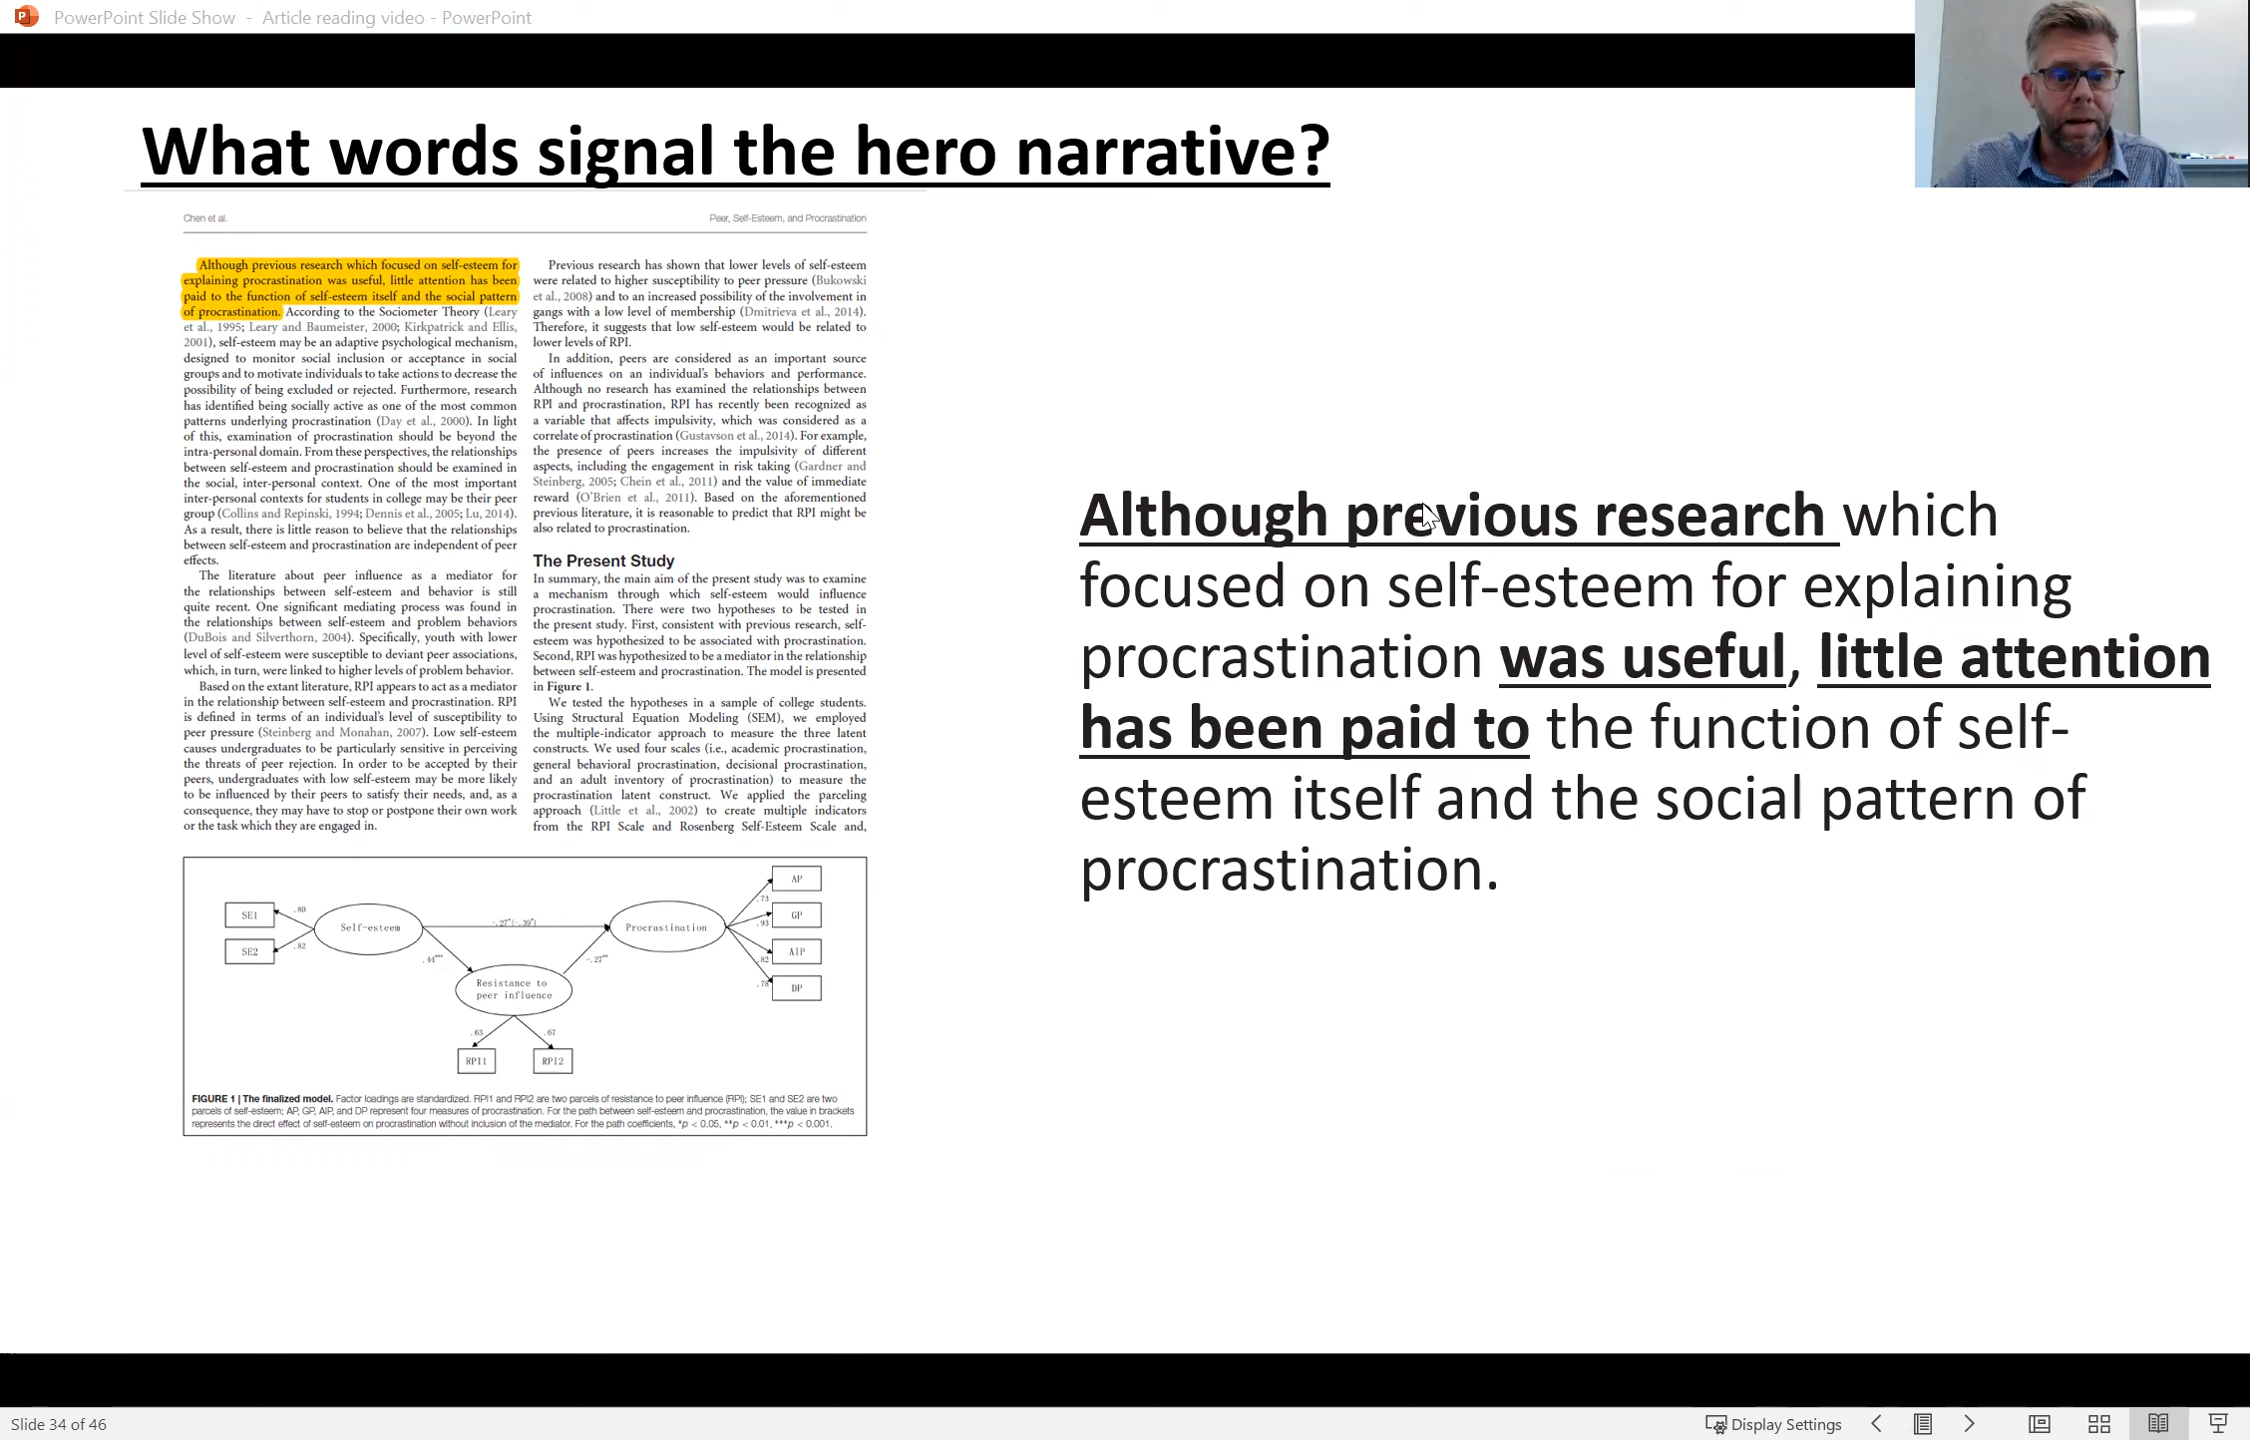 PowerPoint Slide Show - Article reading video - PowerPoint
What words signal the hero narrative?
Chen et al.
Peer, Self-Esteem, and Procrastination
Although previous research which focused on self-esteem for
explaining procrastination was useful, little attention has been
paid to the function of self-esteem itself and the social pattern
of procrastination. According to the Sociometer Theory (Leary
et al., 1995; Leary and Baumeister, 2000; Kirkpatrick and Ellis,
2001), self-esteem may be an adaptive psychological mechanism,
designed to monitor social inclusion or acceptance in social
groups and to motivate individuals to take actions to decrease the
possibility of being excluded or rejected. Furthermore, research
has identified being socially active as one of the most common
patterns underlying procrastination (Day et al., 2000). In light
of this, examination of procrastination should be beyond the
intra-personal domain. From these perspectives, the relationships
between self-esteem and procrastination should be examined in
the social, inter-personal context. One of the most important
inter-personal contexts for students in college may be their peer
group (Collins and Repinski, 1994; Dennis et al., 2005; Lu, 2014).
As a result, there is little reason to believe that the relationships
between self-esteem and procrastination are independent of peer
effects.
The literature about peer influence as a mediator for
the relationships between self-esteem and behavior is still
quite recent. One significant mediating process was found in
the relationships between self-esteem and problem behaviors
(DuBois and Silverthorn, 2004). Specifically, youth with lower
level of self-esteem were susceptible to deviant peer associations,
which, in turn, were linked to higher levels of problem behavior.
Based on the extant literature, RPI appears to act as a mediator
in the relationship between self-esteem and procrastination. RPI
is defined in terms of an individual's level of susceptibility to
peer pressure (Steinberg and Monahan, 2007). Low self-esteem
causes undergraduates to be particularly sensitive in perceiving
the threats of peer rejection. In order to be accepted by their
peers, undergraduates with low self-esteem may be more likely
to be influenced by their peers to satisfy their needs, and, as a
consequence, they may have to stop or postpone their own work
or the task which they are engaged in.
Previous research has shown that lower levels of self-esteem
were related to higher susceptibility to peer pressure (Bukowski
et al., 2008) and to an increased possibility of the involvement in
gangs with a low level of membership (Dmitrieva et al., 2014).
Therefore, it suggests that low self-esteem would be related to
lower levels of RPI.
In addition, peers are considered as an important source
of influences on an individual's behaviors and performance.
Although no research has examined the relationships between
RPI and procrastination, RPI has recently been recognized as
a variable that affects impulsivity, which was considered as a
correlate of procrastination (Gustavson et al., 2014). For example,
the presence of peers increases the impulsivity of different
aspects, including the engagement in risk taking (Gardner and
Steinberg, 2005; Chein et al., 2011) and the value of immediate
reward (O'Brien et al., 2011). Based on the aforementioned
previous literature, it is reasonable to predict that RPI might be
also related to procrastination.
The Present Study
In summary, the main aim of the present study was to examine
a mechanism through which self-esteem would influence
procrastination. There were two hypotheses to be tested in
the present study. First, consistent with previous research, self-
esteem was hypothesized to be associated with procrastination.
Second, RPI was hypothesized to be a mediator in the relationship
between self-esteem and procrastination. The model is presented
in Figure 1.
We tested the hypotheses in a sample of college students.
Using Structural Equation Modeling (SEM), we employed
the multiple-indicator approach to measure the three latent
constructs. We used four scales (i.e., academic procrastination,
general behavioral procrastination, decisional procrastination,
and an adult inventory of procrastination) to measure the
procrastination latent construct. We applied the parceling
approach (Little et al., 2002) to create multiple indicators
from the RPI Scale and Rosenberg Self-Esteem Scale and,
SE1
SE2
.80
.82
Self-esteem
-.27*(-.39*)
Procrastination
.44***
-.27**
Resistance to
peer influence
.63
.67
RPI1
RPI2
.73
.93
.82
.78
AP
GP
AIP
DP
FIGURE 1 | The finalized model. Factor loadings are standardized. RPI1 and RPI2 are two parcels of resistance to peer influence (RPI); SE1 and SE2 are two
parcels of self-esteem; AP, GP, AIP, and DP represent four measures of procrastination. For the path between self-esteem and procrastination, the value in brackets
represents the direct effect of self-esteem on procrastination without inclusion of the mediator. For the path coefficients, *p < 0.05, **p < 0.01, ***p < 0.001.
Although previous research which
focused on self-esteem for explaining
procrastination was useful, little attention
has been paid to the function of self-
esteem itself and the social pattern of
procrastination.
Slide 34 of 46
Display Settings